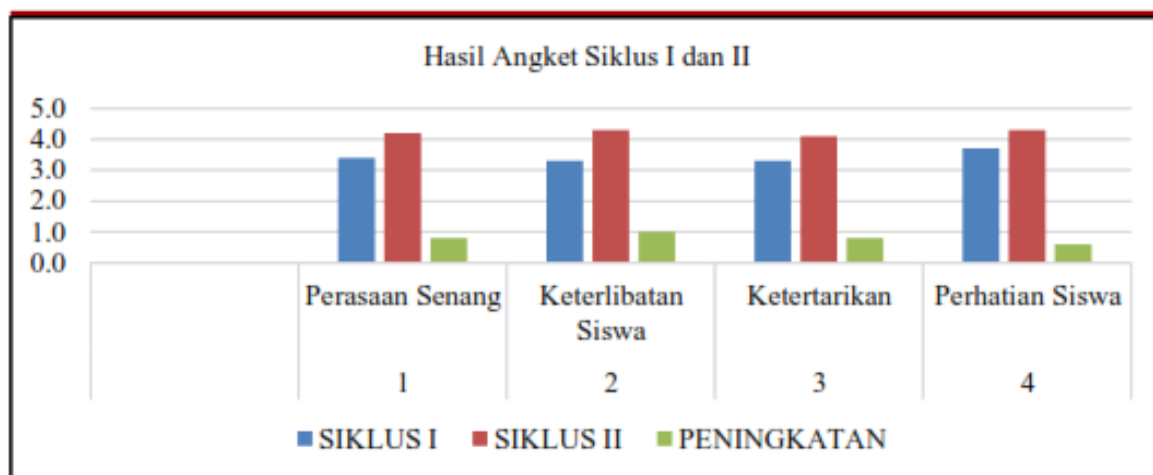 Hasil Angket Siklus I dan II
5.0
4.0
3.0
2.0
1.0
0.0
Perasaan Senang
Keterlibatan
Siswa
Ketertarikan
Perhatian Siswa
1
2
3
4
SIKLUS I
SIKLUS II
PENINGKATAN